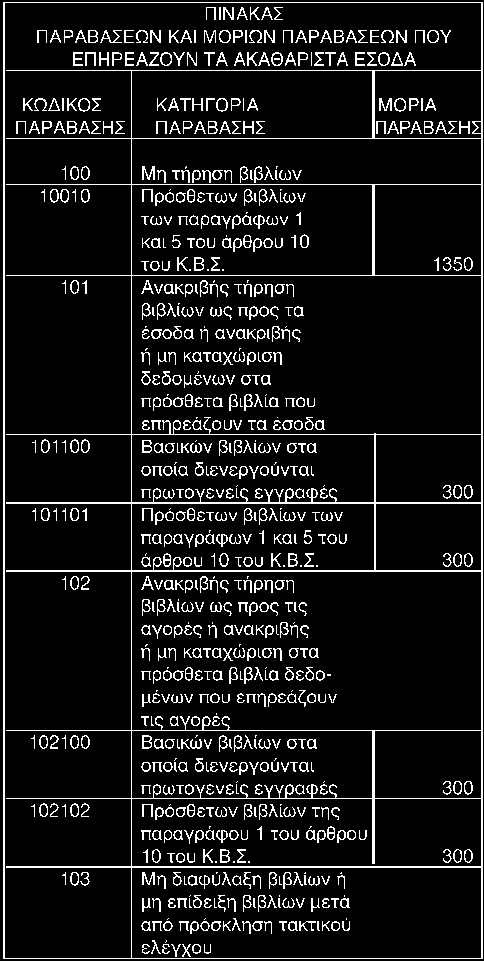 ΠΙΝΑΚΑΣ
ΠΑΡΑΒΑΣΕΩΝ ΚΑΙ ΜΟΡΙΩΝ ΠΑΡΑΒΑΣΕΩΝ ΠΟΥ
ΕΠΗΡΕΑΖΟΥΝ ΤΑ ΑΚΑΘΑΡΙΣΤΑ ΕΣΟΔΑ
ΚΩΔΙΚΟΣ ΚΑΤΗΓΟΡΙΑ ΜΟΡΙΑ
ΠΑΡΑΒΑΣΗΣ ΠΑΡΑΒΑΣΗΣ ΠΑΡΑΒΑΣΗΣ
100 Μη τήρηση βιβλίων
10010 Πρόσθετων βιβλίων
των παραγράφων 1
και 5 του άρθρου 10
του Κ.Β.Σ. 1350
101 Ανακριβής τήρηση
βιβλίων ως προς τα
έσοδα ή ανακριβής
ή μη καταχώριση
δεδομένων στα
πρόσθετα βιβλία που
επηρεάζουν τα έσοδα
101100 Βασικών βιβλίων στα
οποία διενεργούνται
πρωτογενείς εγγραφές 300
101101 Πρόσθετων βιβλίων των
παραγράφων 1 και 5 του
άρθρου 10 του Κ.Β.Σ. 300
102 Ανακριβής τήρηση
βιβλίων ως προς τις
αγορές ή ανακριβής
ή μη καταχώριση στα
πρόσθετα βιβλία δεδο-
μένων που επηρεάζουν
τις αγορές
102100 Βασικών βιβλίων στα
οποία διενεργούνται
πρωτογενείς εγγραφές 300
102102 Πρόσθετων βιβλίων της
παραγράφου 1 του άρθρου
10 του Κ.Β.Σ. 300
103 Μη διαφύλαξη βιβλίων ή
μη επίδειξη βιβλίων μετά
από πρόσκληση τακτικού
ελέγχου